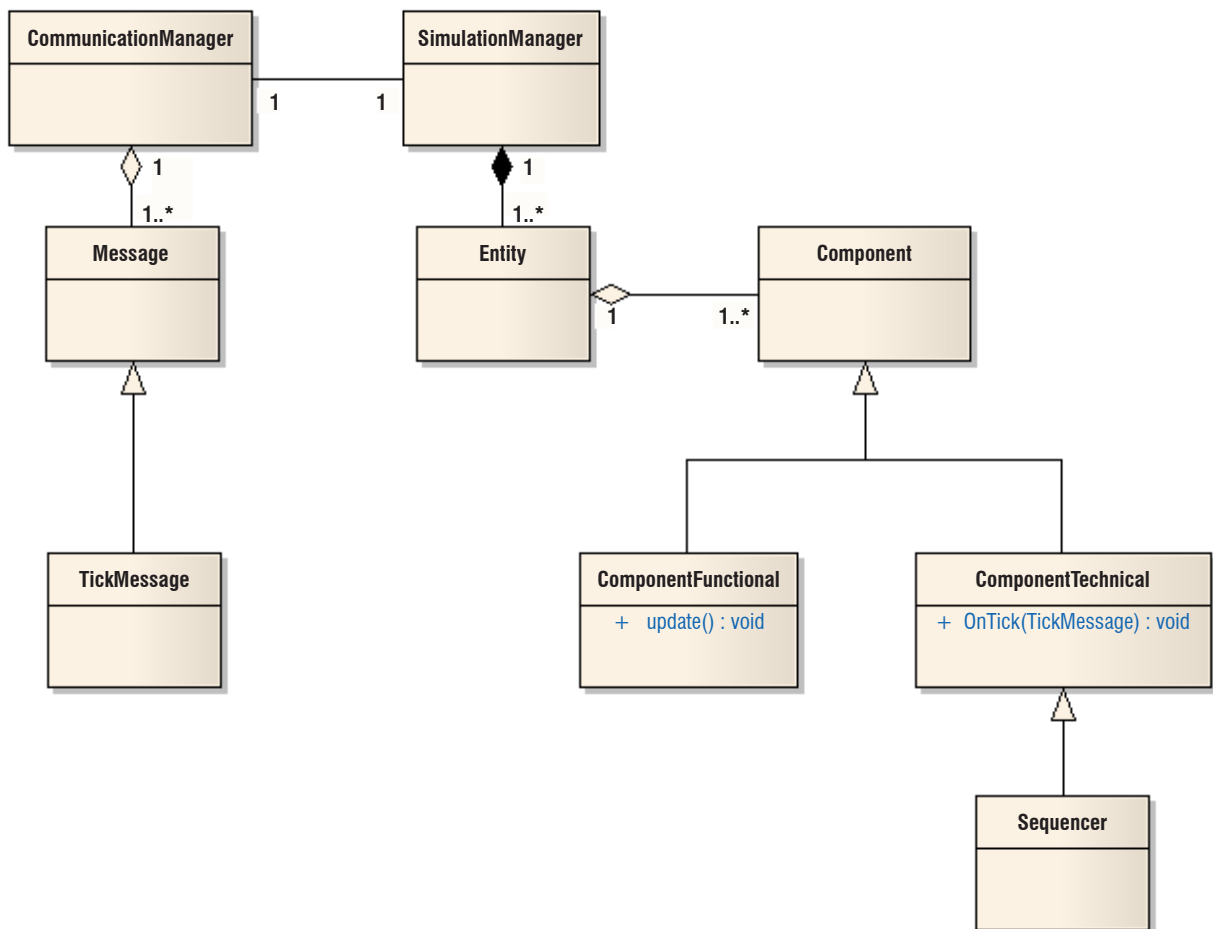 CommunicationManager
SimulationManager
1
1
1
1..*
1
1..*
Message
Entity
Component
1
1..*
TickMessage
ComponentFunctional
+ update() : void
ComponentTechnical
+ OnTick(TickMessage) : void
Sequencer